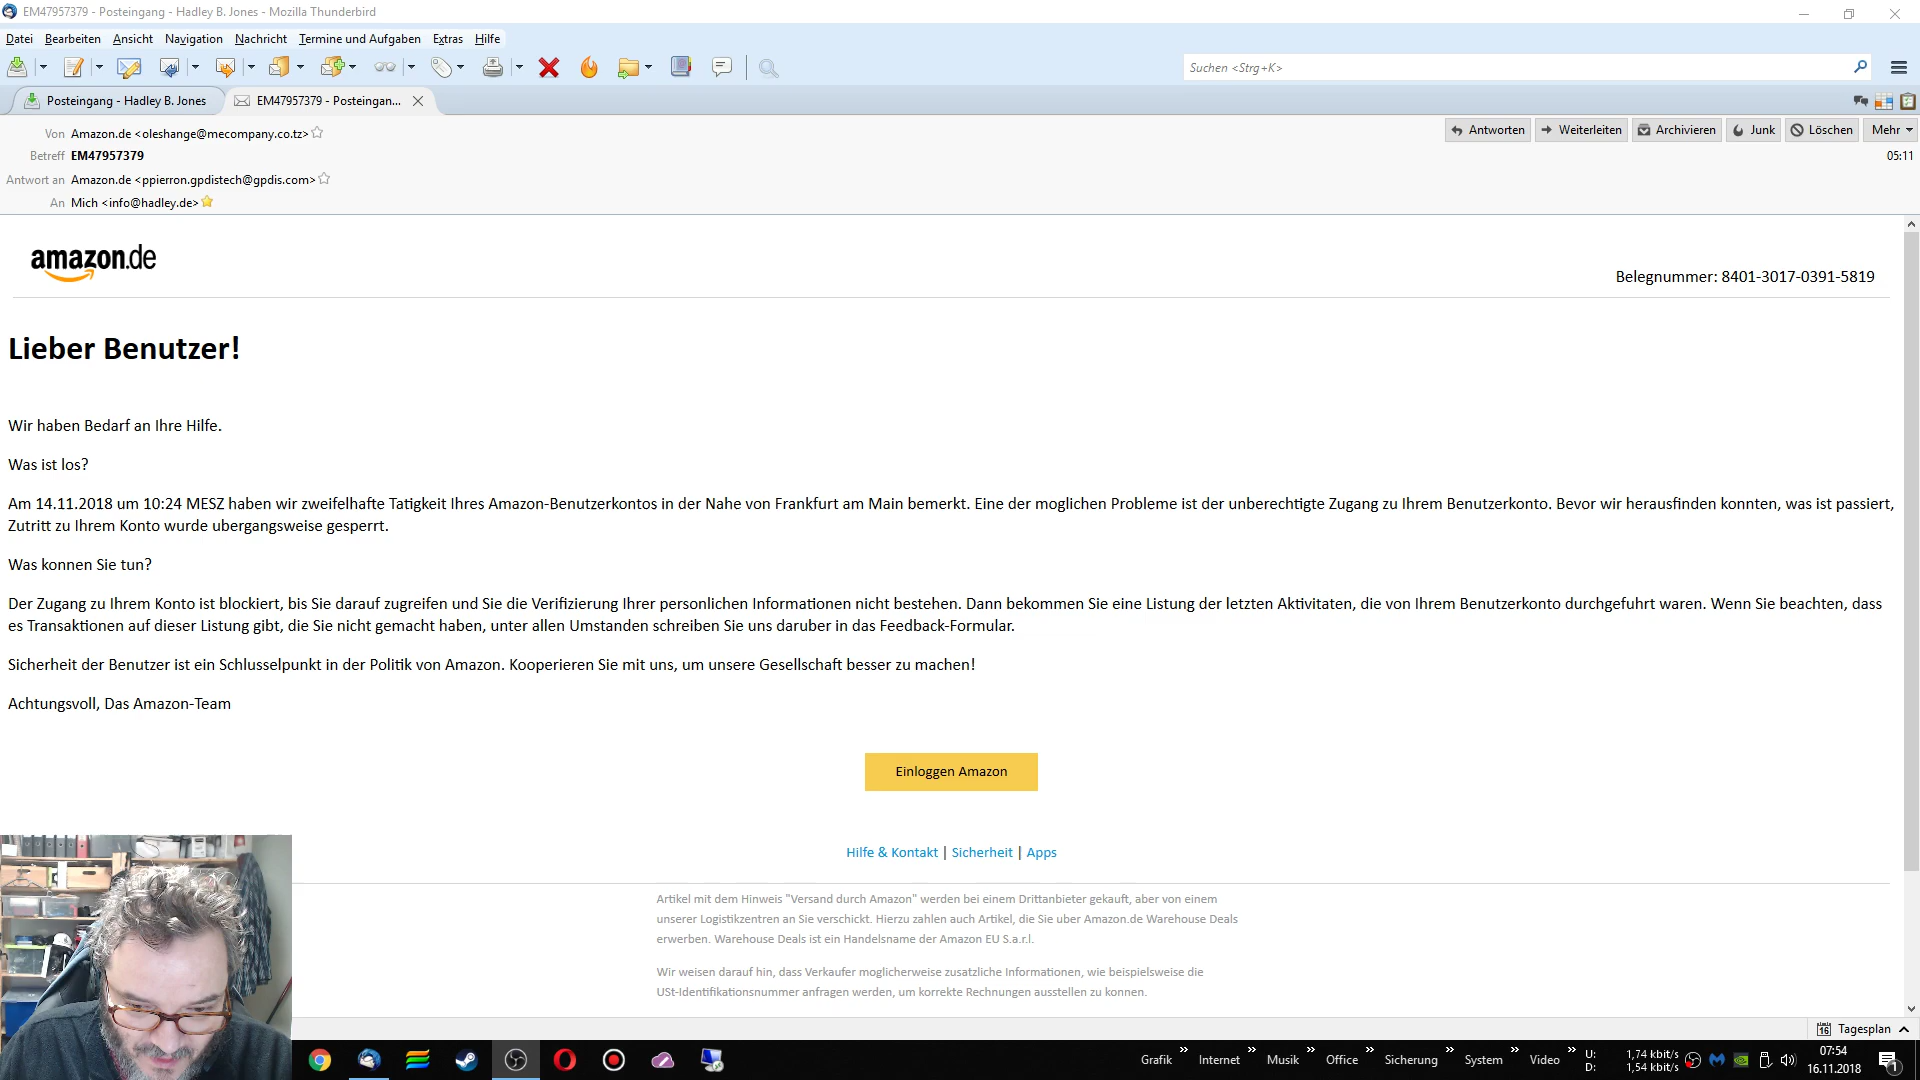 EM47957379 - Posteingang - Hadley B. Jones - Mozilla Thunderbird
Datei Bearbeiten Ansicht Navigation Nachricht Termine und Aufgaben Extras Hilfe
Suchen <Strg+K>
Posteingang - Hadley B. Jones
EM47957379 - Posteingan...
Von Amazon.de <oleshange@mecompany.co.tz>
Antworten Weiterleiten Archivieren Junk Löschen Mehr
Betreff EM47957379
05:11
Antwort an Amazon.de <ppierron.gpdistech@gpdis.com>
An Mich <info@hadley.de>
amazon.de
Belegnummer: 8401-3017-0391-5819
Lieber Benutzer!
Wir haben Bedarf an Ihre Hilfe.
Was ist los?
Am 14.11.2018 um 10:24 MESZ haben wir zweifelhafte Tatigkeit Ihres Amazon-Benutzerkontos in der Nahe von Frankfurt am Main bemerkt. Eine der moglichen Probleme ist der unberechtigte Zugang zu Ihrem Benutzerkonto. Bevor wir herausfinden konnten, was ist passiert,
Zutritt zu Ihrem Konto wurde ubergangsweise gesperrt.
Was konnen Sie tun?
Der Zugang zu Ihrem Konto ist blockiert, bis Sie darauf zugreifen und Sie die Verifizierung Ihrer personlichen Informationen nicht bestehen. Dann bekommen Sie eine Listung der letzten Aktivitaten, die von Ihrem Benutzerkonto durchgefuhrt waren. Wenn Sie beachten, dass
es Transaktionen auf dieser Listung gibt, die Sie nicht gemacht haben, unter allen Umstanden schreiben Sie uns daruber in das Feedback-Formular.
Sicherheit der Benutzer ist ein Schlusselpunkt in der Politik von Amazon. Kooperieren Sie mit uns, um unsere Gesellschaft besser zu machen!
Achtungsvoll, Das Amazon-Team
Einloggen Amazon
Hilfe & Kontakt | Sicherheit | Apps
Artikel mit dem Hinweis "Versand durch Amazon" werden bei einem Drittanbieter gekauft, aber von einem
unserer Logistikzentren an Sie verschickt. Hierzu zahlen auch Artikel, die Sie uber Amazon.de Warehouse Deals
erwerben. Warehouse Deals ist ein Handelsname der Amazon EU S.a.r.l.
Wir weisen darauf hin, dass Verkaufer moglicherweise zusatzliche Informationen, wie beispielsweise die
USt-Identifikationsnummer anfragen werden, um korrekte Rechnungen ausstellen zu konnen.
16 Tagesplan
Grafik » Internet » Musik » Office » Sicherung » System » Video »
U: 1,74 kbit/s
D: 1,54 kbit/s
07:54
16.11.2018
1